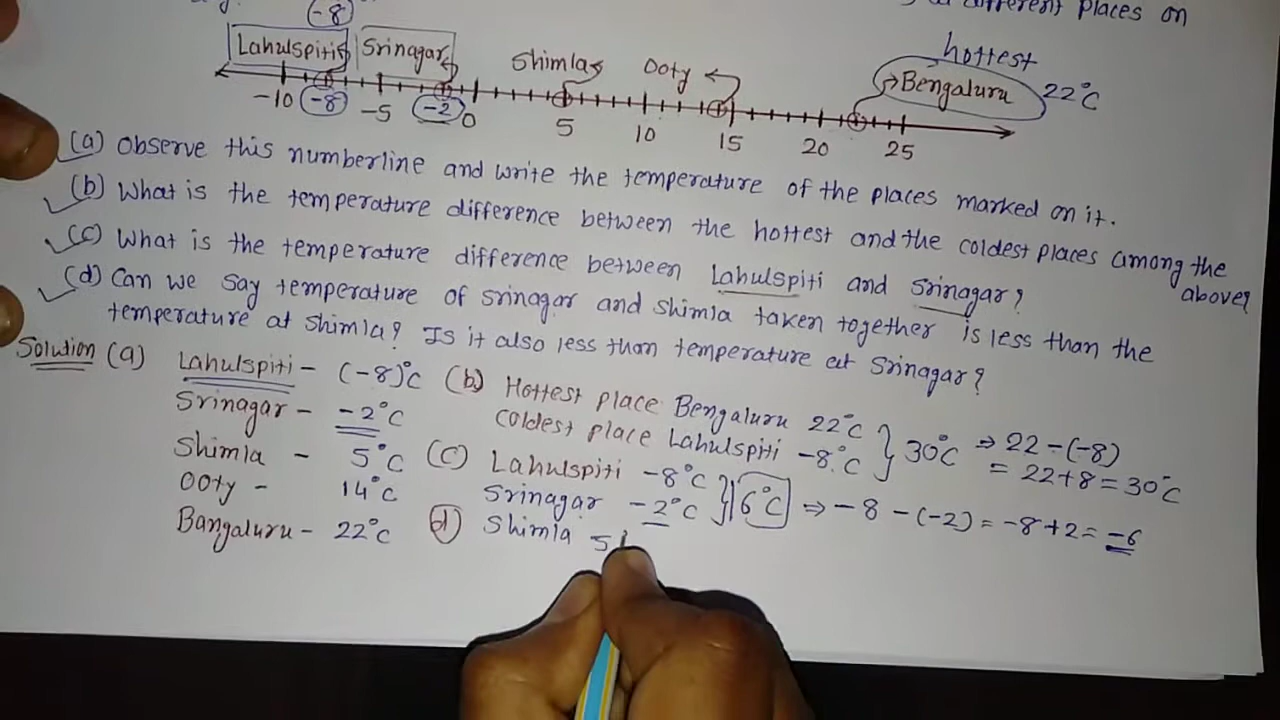 different places on
(-8)
hottest
Lahulspiti Srinagar Shimla Ooty Bengaluru 22°C
-10 (-8) -5 (-2) 0 5 10 15 20 25
(a) Observe this numberline and write the temperature of the places marked on it.
(b) What is the temperature difference between the hottest and the coldest places among the above?
(c) What is the temperature difference between Lahulspiti and Srinagar?
(d) Can we say temperature of srinagar and shimla taken together is less than the
temperature at shimla? Is it also less than temperature at Srinagar?
Solution (a) Lahulspiti - (-8)°C
Srinagar - -2°C
Shimla - 5°C
Ooty - 14°C
Bangaluru - 22°C
(b) Hottest place Bengaluru 22°C
coldest place Lahulspiti -8°C } 30°C ⇒ 22-(-8)
= 22+8 = 30°C
(c) Lahulspiti -8°C
Srinagar -2°C } 6°C ⇒ -8-(-2) = -8+2 = -6
(d) Shimla 5